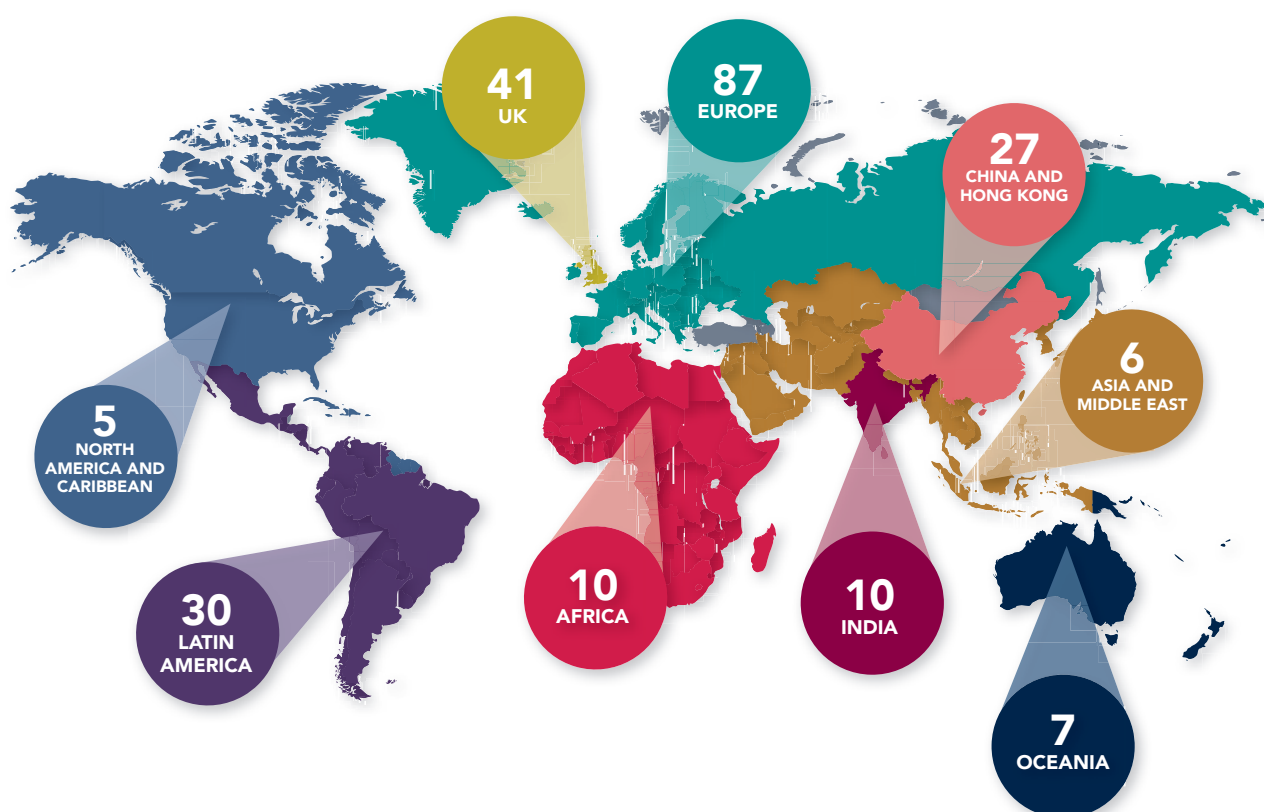 41
UK
87
EUROPE
27
CHINA AND
HONG KONG
6
ASIA AND
MIDDLE EAST
5
NORTH
AMERICA AND
CARIBBEAN
30
LATIN
AMERICA
10
AFRICA
10
INDIA
7
OCEANIA